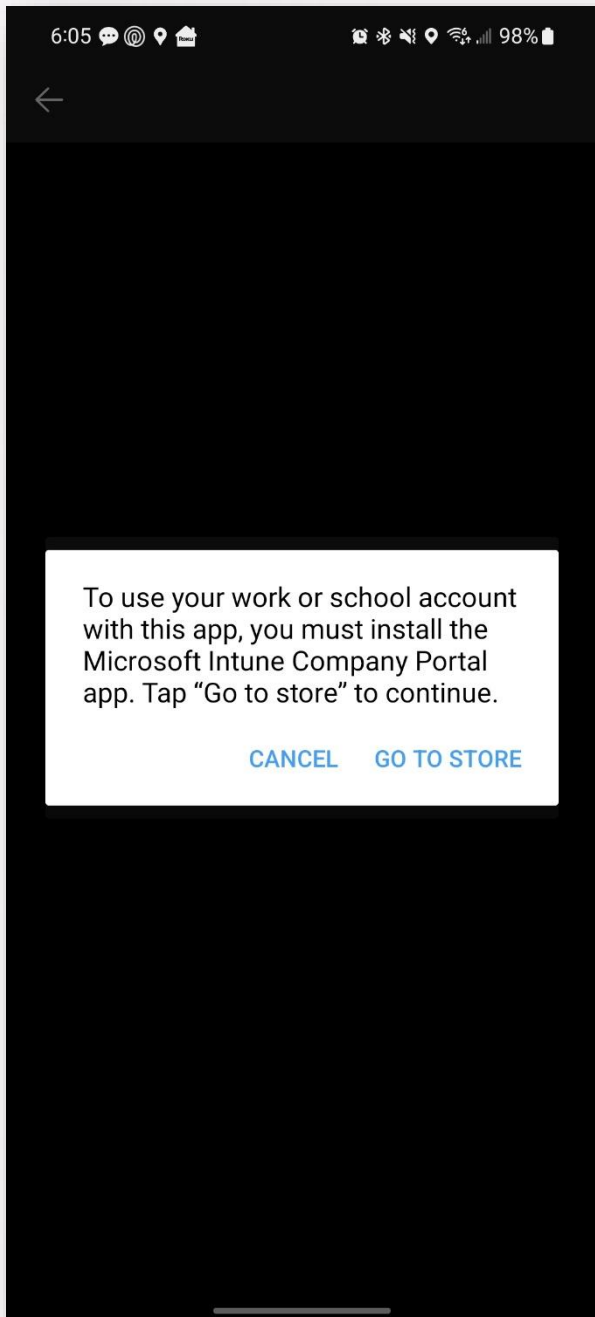 6:05 98%
To use your work or school account
with this app, you must install the
Microsoft Intune Company Portal
app. Tap “Go to store” to continue.
CANCEL GO TO STORE